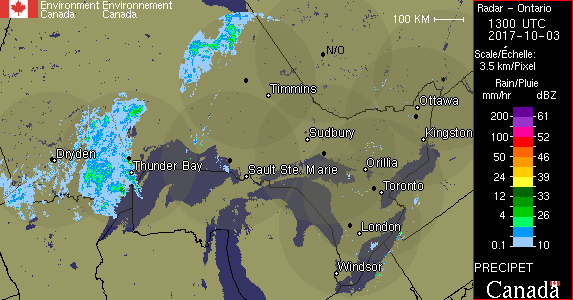 Environment Environnement
Canada Canada
100 KM
N/O
Timmins
Ottawa
Sudbury
Kingston
Dryden
Thunder Bay
Sault Ste. Marie
Orillia
Toronto
London
Windsor
Radar - Ontario
1300 UTC
2017-10-03
Scale/Échelle:
3.5 km/Pixel
Rain/Pluie
mm/hr dBZ
200 61
100 52
50 46
24 39
12 33
4 26
0.1 10
PRECIPET
Canada